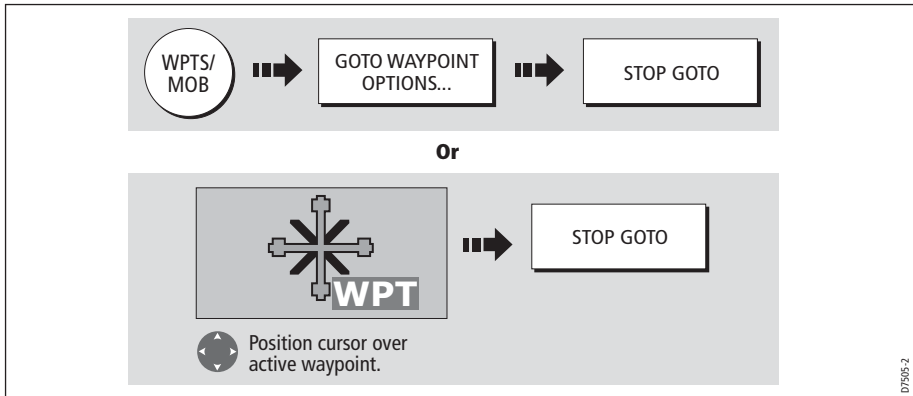 WPTS/
MOB
GOTO WAYPOINT
OPTIONS...
STOP GOTO
Or
WPT
STOP GOTO
Position cursor over
active waypoint.
D7505-2